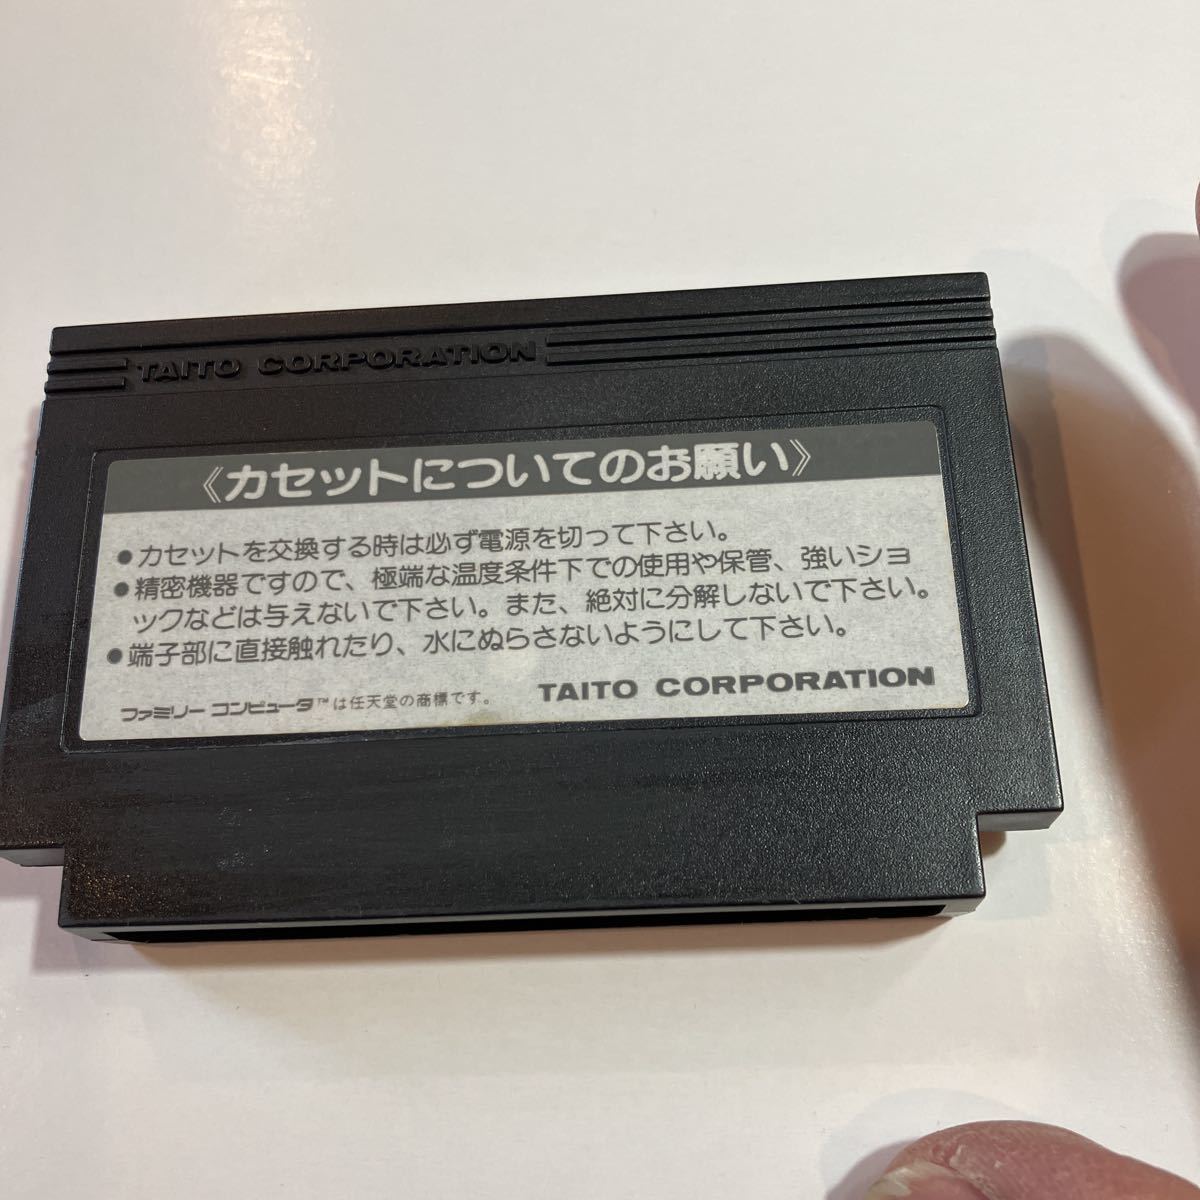 TAITO CORPORATION
《カセットについてのお願い》
●カセットを交換する時は必ず電源を切って下さい。
●精密機器ですので、極端な温度条件下での使用や保管、強いショ
ックなどは与えないで下さい。また、絶対に分解しないで下さい。
●端子部に直接触れたり、水にぬらさないようにして下さい。
ファミリー コンピュータ™は任天堂の商標です。
TAITO CORPORATION